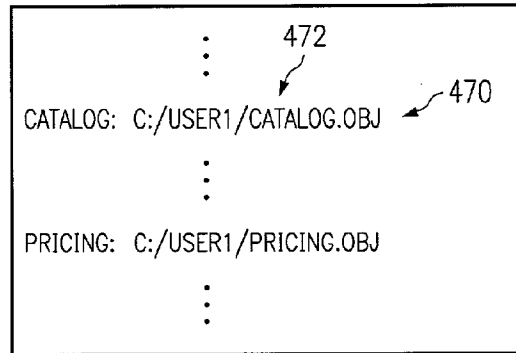 472
470
CATALOG: C:/USER1/CATALOG.OBJ
PRICING: C:/USER1/PRICING.OBJ